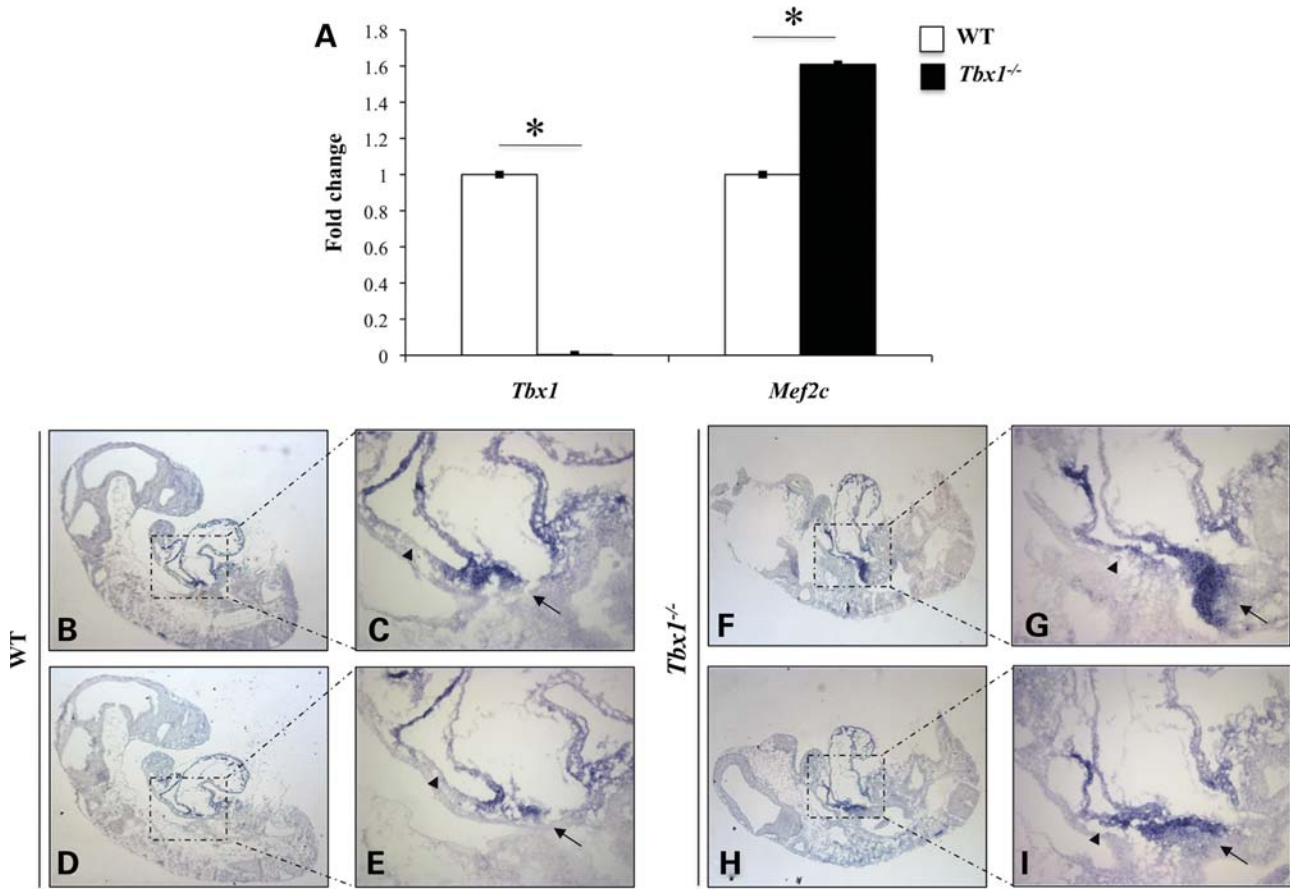 A
1.8
1.6
1.4
1.2
1
0.8
0.6
0.4
0.2
0
Fold change
*
*
WT
Tbx1-/-
Tbx1
Mef2c
WT
B
C
D
E
Tbx1-/-
F
G
H
I